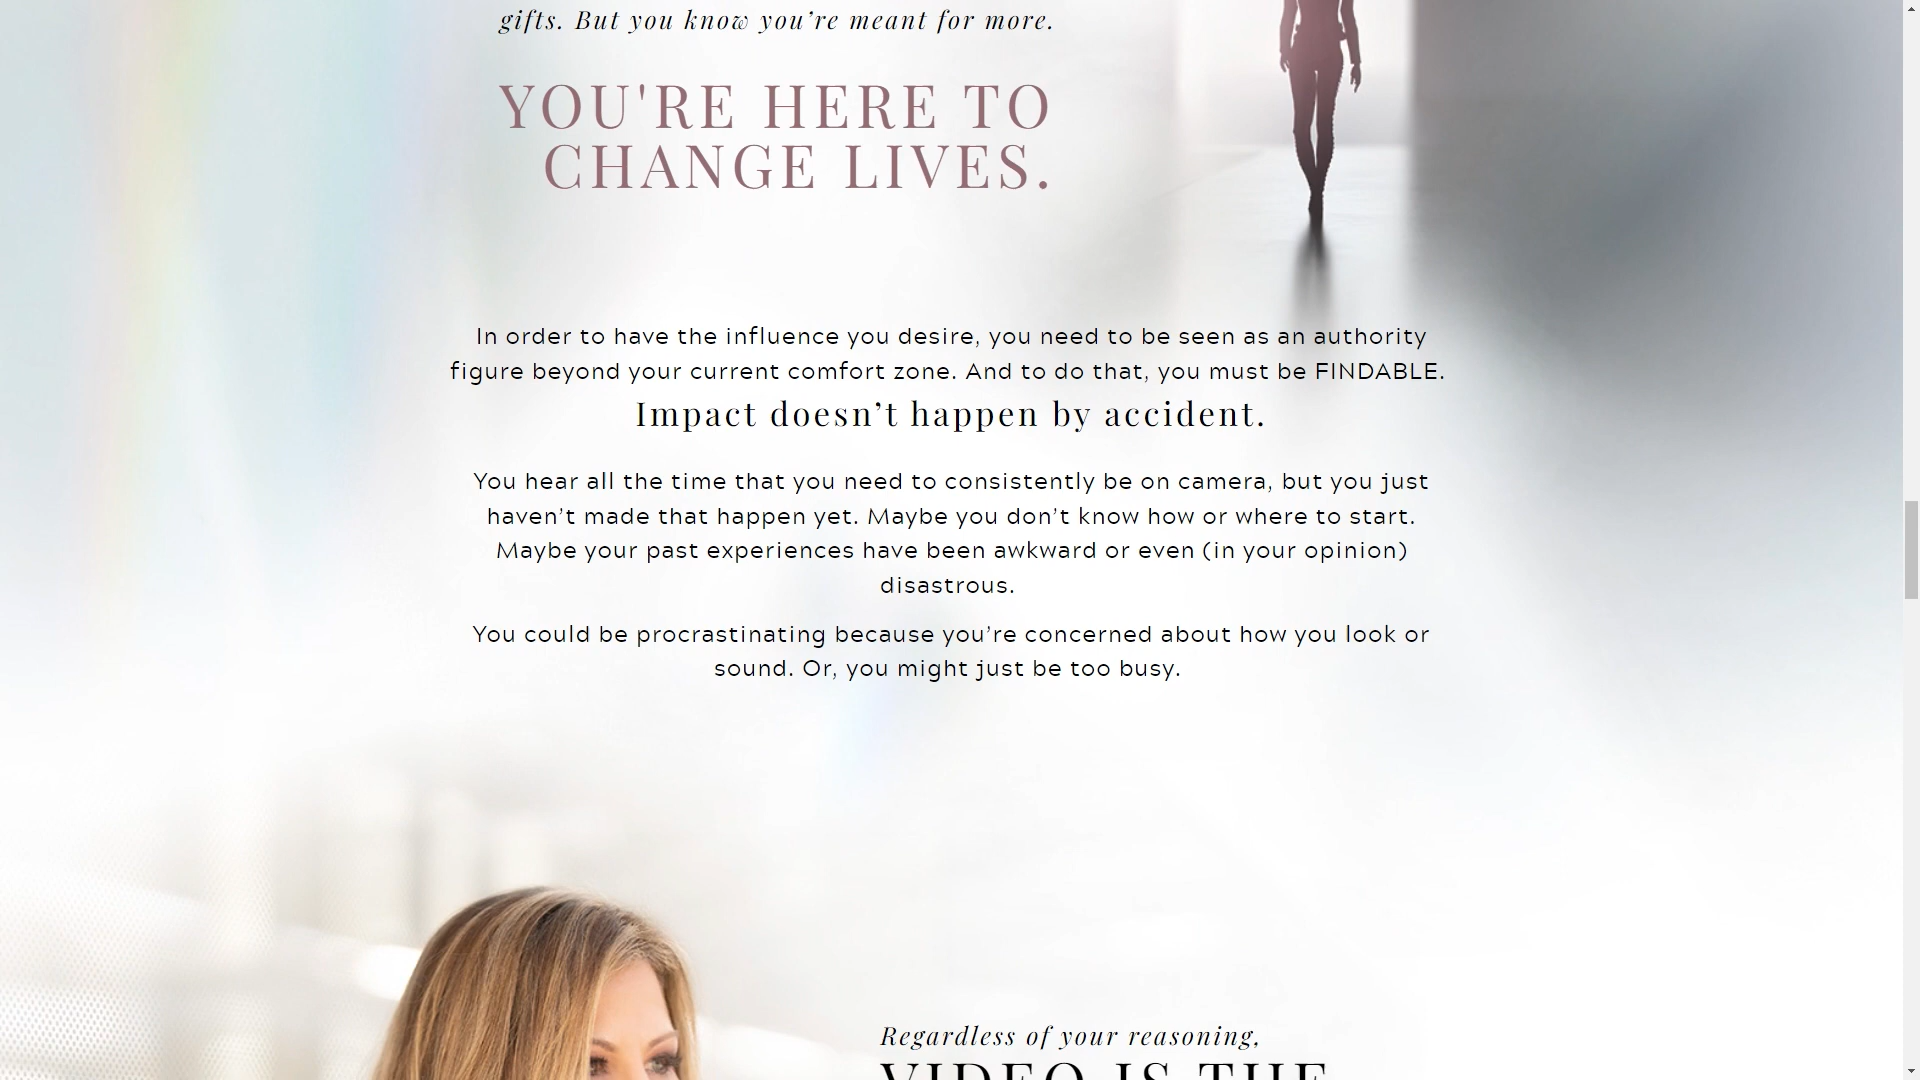 gifts. But you know you’re meant for more.
YOU'RE HERE TO
CHANGE LIVES.
In order to have the influence you desire, you need to be seen as an authority
figure beyond your current comfort zone. And to do that, you must be FINDABLE.
Impact doesn’t happen by accident.
You hear all the time that you need to consistently be on camera, but you just
haven’t made that happen yet. Maybe you don’t know how or where to start.
Maybe your past experiences have been awkward or even (in your opinion)
disastrous.
You could be procrastinating because you’re concerned about how you look or
sound. Or, you might just be too busy.
Regardless of your reasoning,
VIDEO IS THE